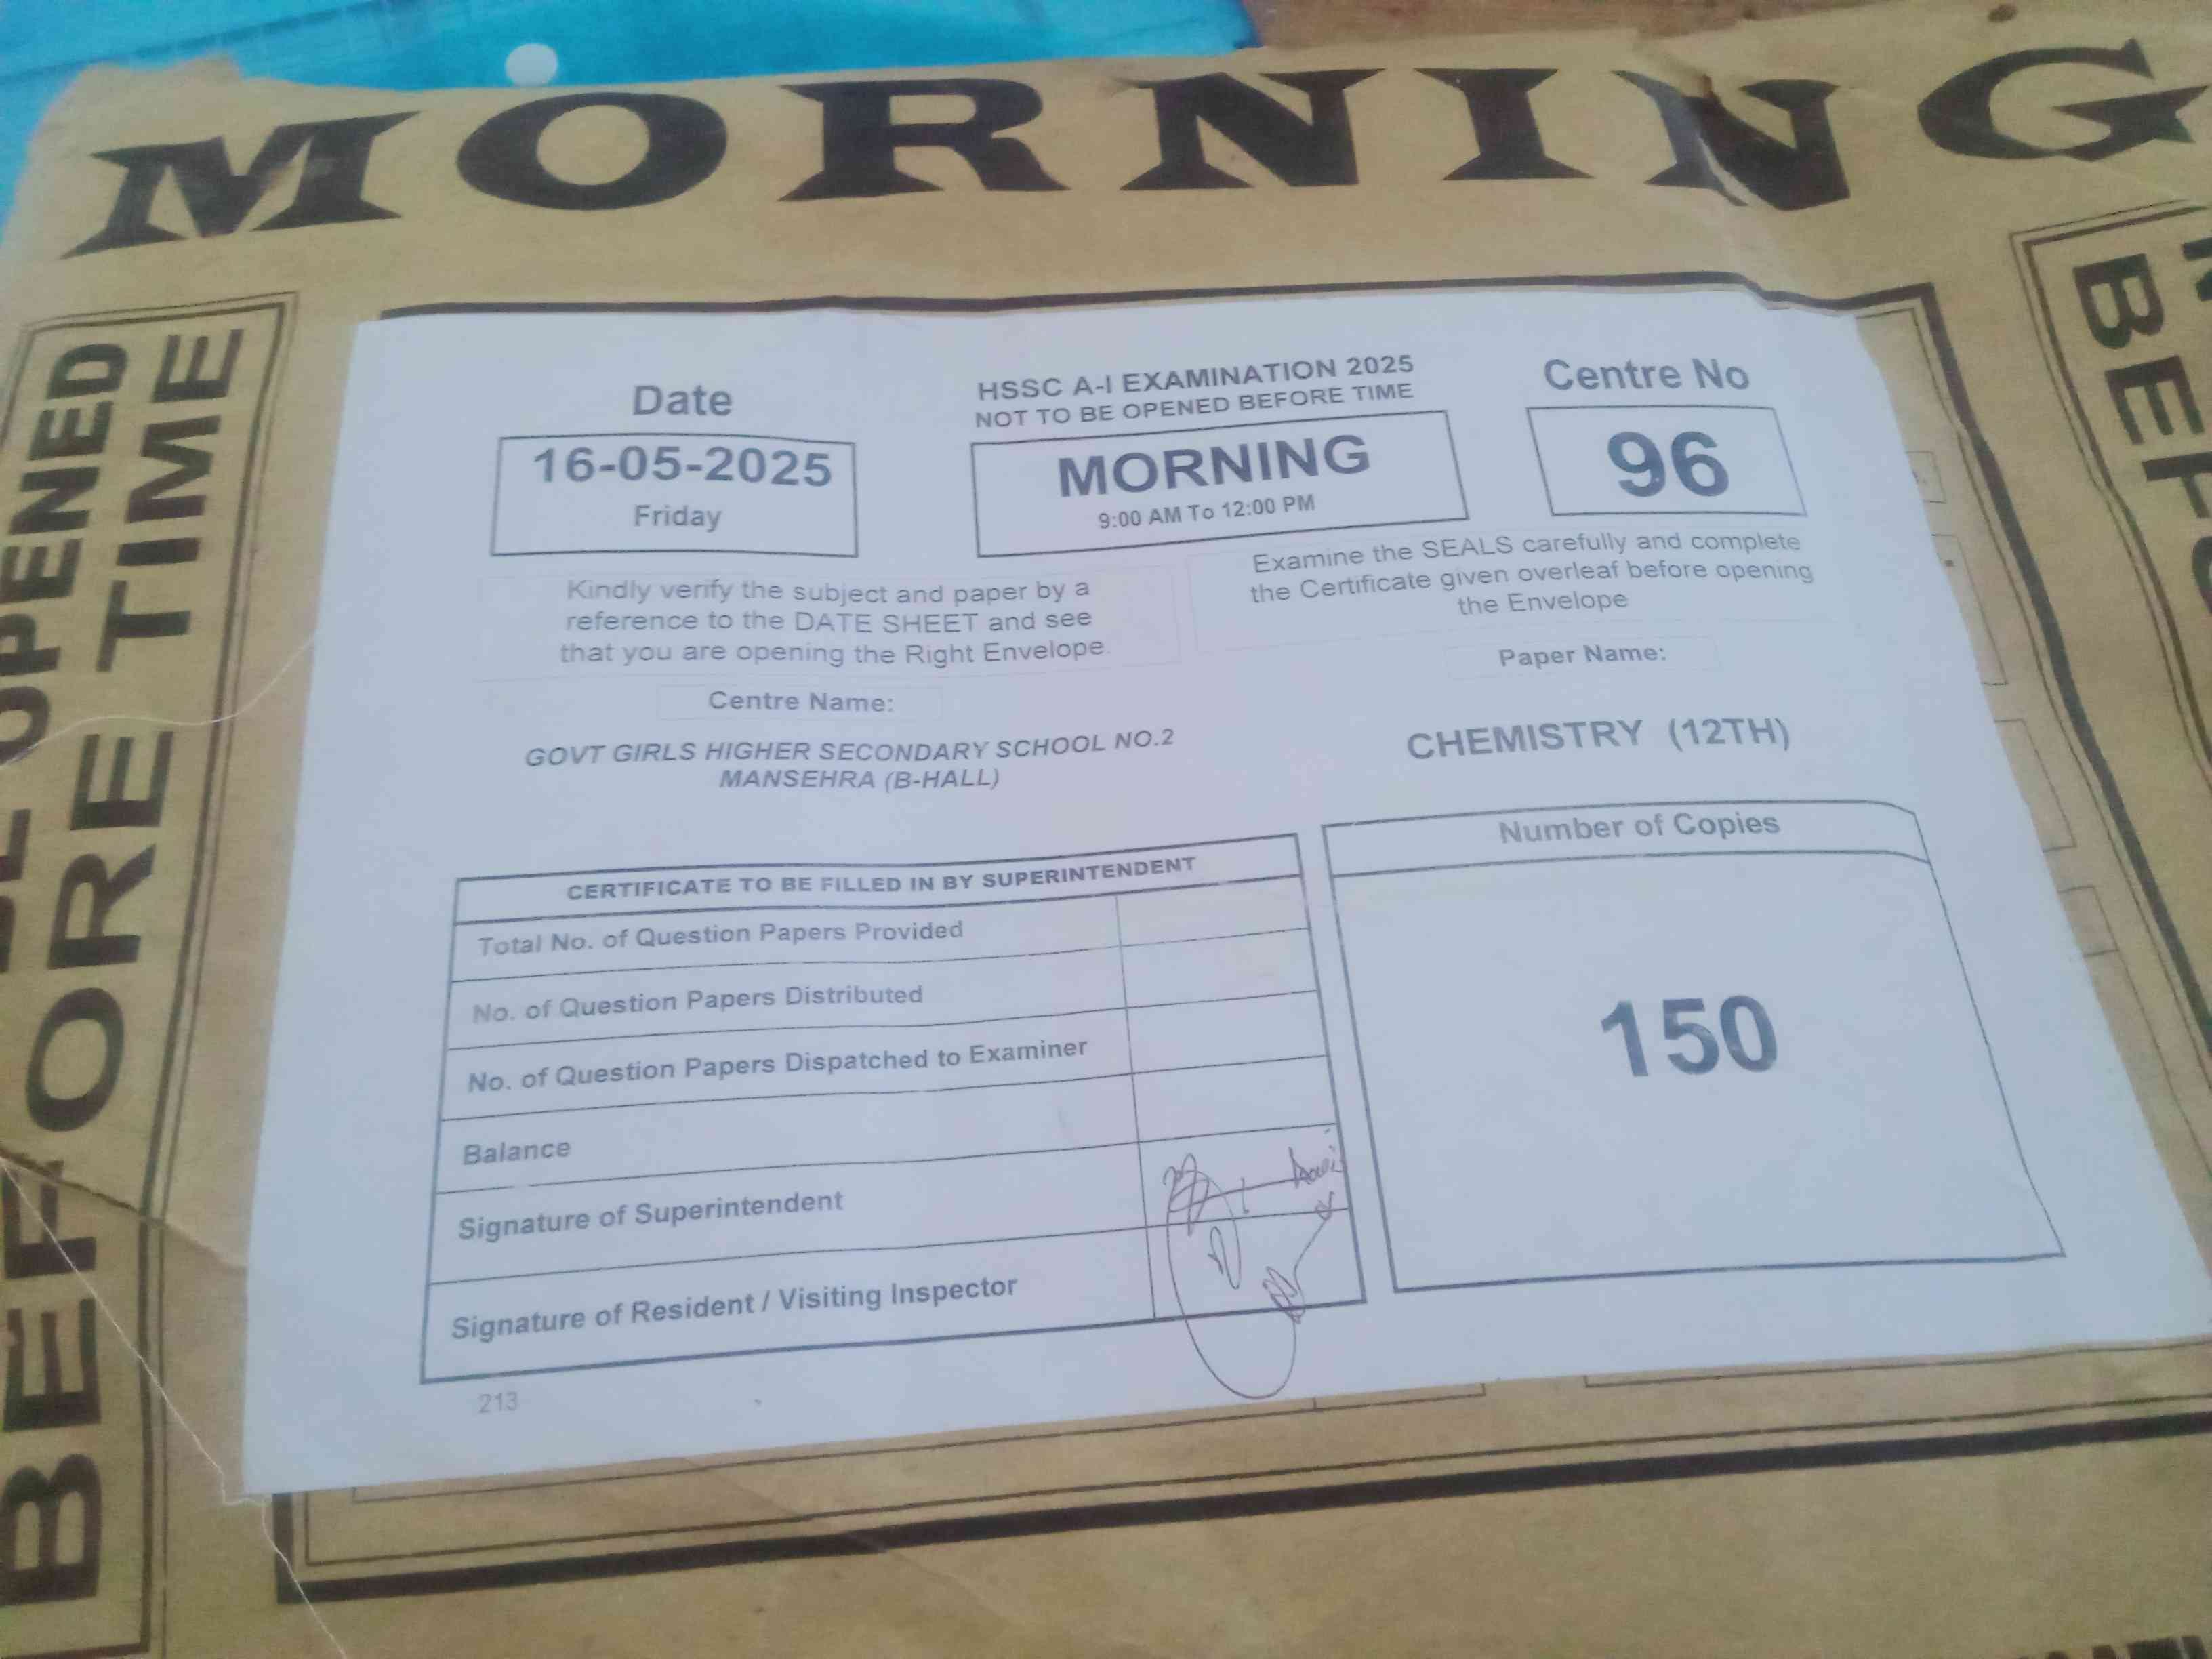 MORNING
OPENED
BEFORE TIME
BEFO
Date
16-05-2025
Friday
HSSC A-I EXAMINATION 2025
NOT TO BE OPENED BEFORE TIME
MORNING
9:00 AM To 12:00 PM
Centre No
96
Kindly verify the subject and paper by a
reference to the DATE SHEET and see
that you are opening the Right Envelope.
Examine the SEALS carefully and complete
the Certificate given overleaf before opening
the Envelope
Centre Name:
GOVT GIRLS HIGHER SECONDARY SCHOOL NO.2
MANSEHRA (B-HALL)
Paper Name:
CHEMISTRY (12TH)
CERTIFICATE TO BE FILLED IN BY SUPERINTENDENT
Total No. of Question Papers Provided
No. of Question Papers Distributed
No. of Question Papers Dispatched to Examiner
Balance
Signature of Superintendent
Signature of Resident / Visiting Inspector
Number of Copies
150
213